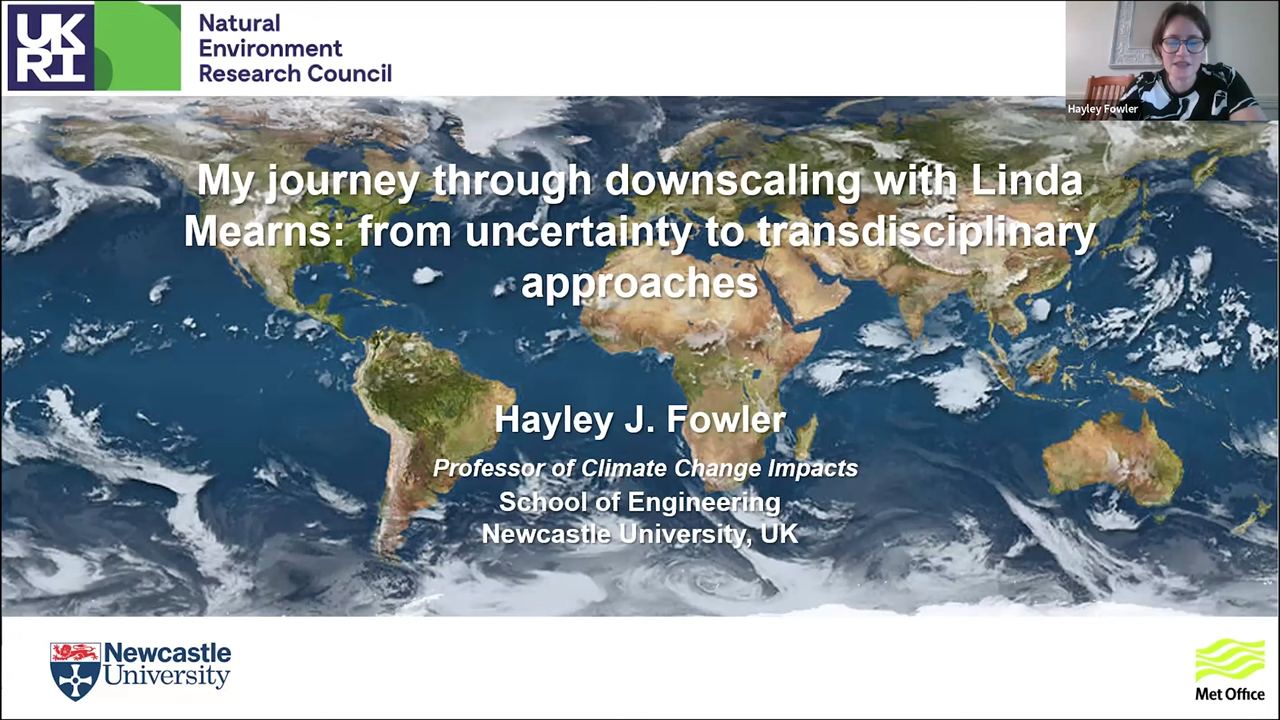 UK
RI
Natural
Environment
Research Council
Hayley Fowler
My journey through downscaling with Linda
Mearns: from uncertainty to transdisciplinary
approaches
Hayley J. Fowler
Professor of Climate Change Impacts
School of Engineering
Newcastle University, UK
Newcastle
University
Met Office